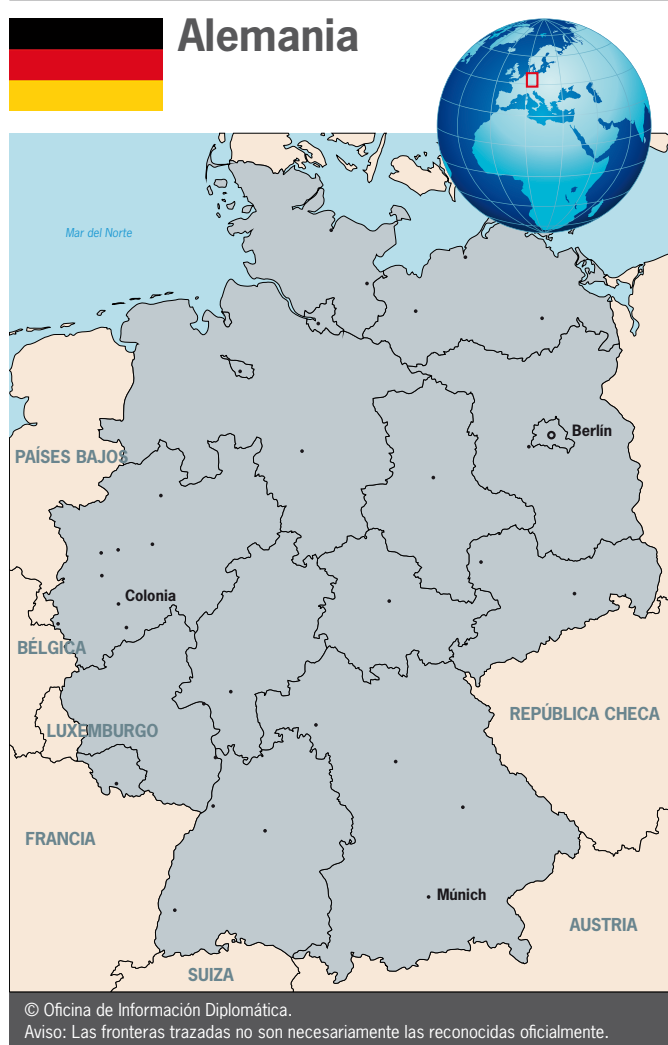 Alemania
Mar del Norte
Berlín
PAÍSES BAJOS
Colonia
BÉLGICA
REPÚBLICA CHECA
LUXEMBURGO
FRANCIA
Múnich
AUSTRIA
SUIZA
© Oficina de Información Diplomática.
Aviso: Las fronteras trazadas no son necesariamente las reconocidas oficialmente.